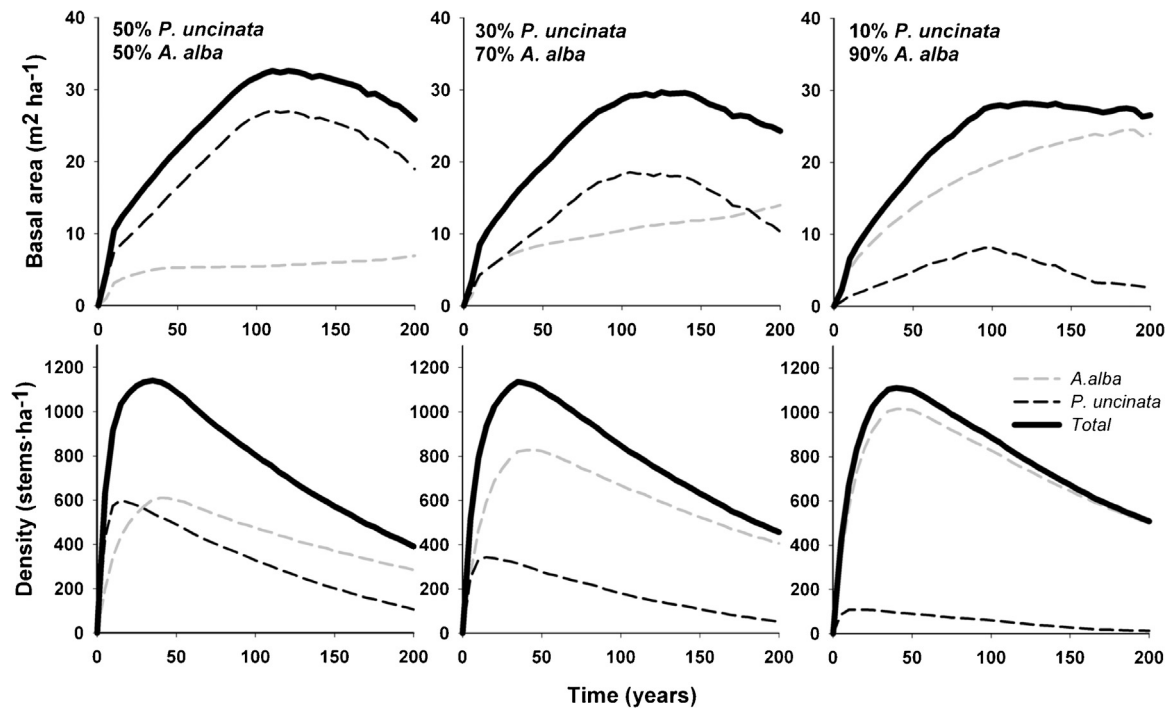 50% P. uncinata
50% A. alba
30% P. uncinata
70% A. alba
10% P. uncinata
90% A. alba
Basal area (m2 ha-1)
40
30
20
10
0
0 50 100 150 200
40
30
20
10
0
0 50 100 150 200
40
30
20
10
0
0 50 100 150 200
Density (stems·ha-1)
1200
1000
800
600
400
200
0
0 50 100 150 200
1200
1000
800
600
400
200
0
0 50 100 150 200
1200
1000
800
600
400
200
0
0 50 100 150 200
A.alba
P. uncinata
Total
Time (years)